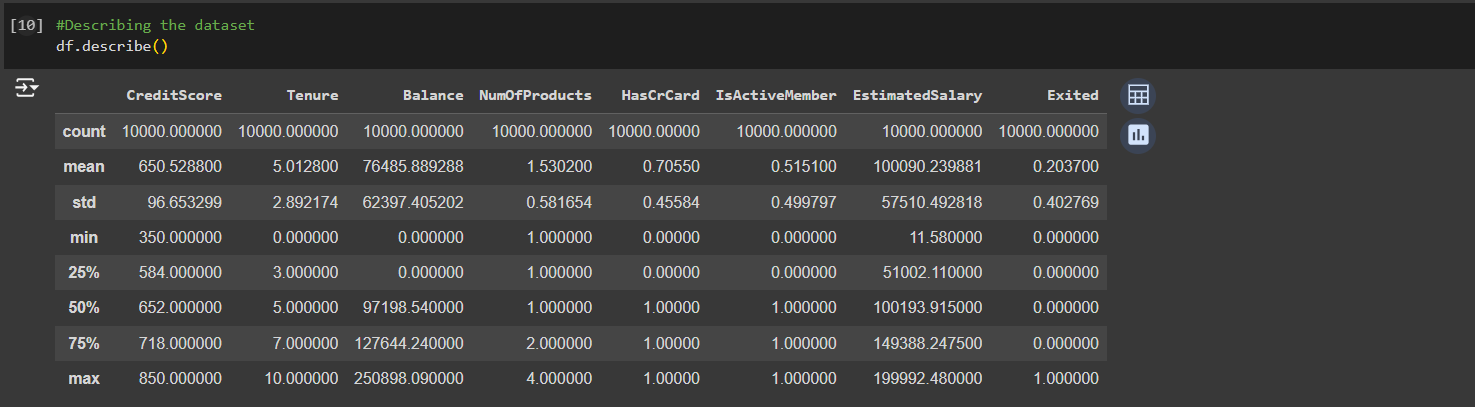 [10] #Describing the dataset
df.describe()
CreditScore Tenure Balance NumOfProducts HasCrCard IsActiveMember EstimatedSalary Exited
count 10000.000000 10000.000000 10000.000000 10000.000000 10000.00000 10000.000000 10000.000000 10000.000000
mean 650.528800 5.012800 76485.889288 1.530200 0.70550 0.515100 100090.239881 0.203700
std 96.653299 2.892174 62397.405202 0.581654 0.45584 0.499797 57510.492818 0.402769
min 350.000000 0.000000 0.000000 1.000000 0.00000 0.000000 11.580000 0.000000
25% 584.000000 3.000000 0.000000 1.000000 0.00000 0.000000 51002.110000 0.000000
50% 652.000000 5.000000 97198.540000 1.000000 1.00000 1.000000 100193.915000 0.000000
75% 718.000000 7.000000 127644.240000 2.000000 1.00000 1.000000 149388.247500 0.000000
max 850.000000 10.000000 250898.090000 4.000000 1.00000 1.000000 199992.480000 1.000000